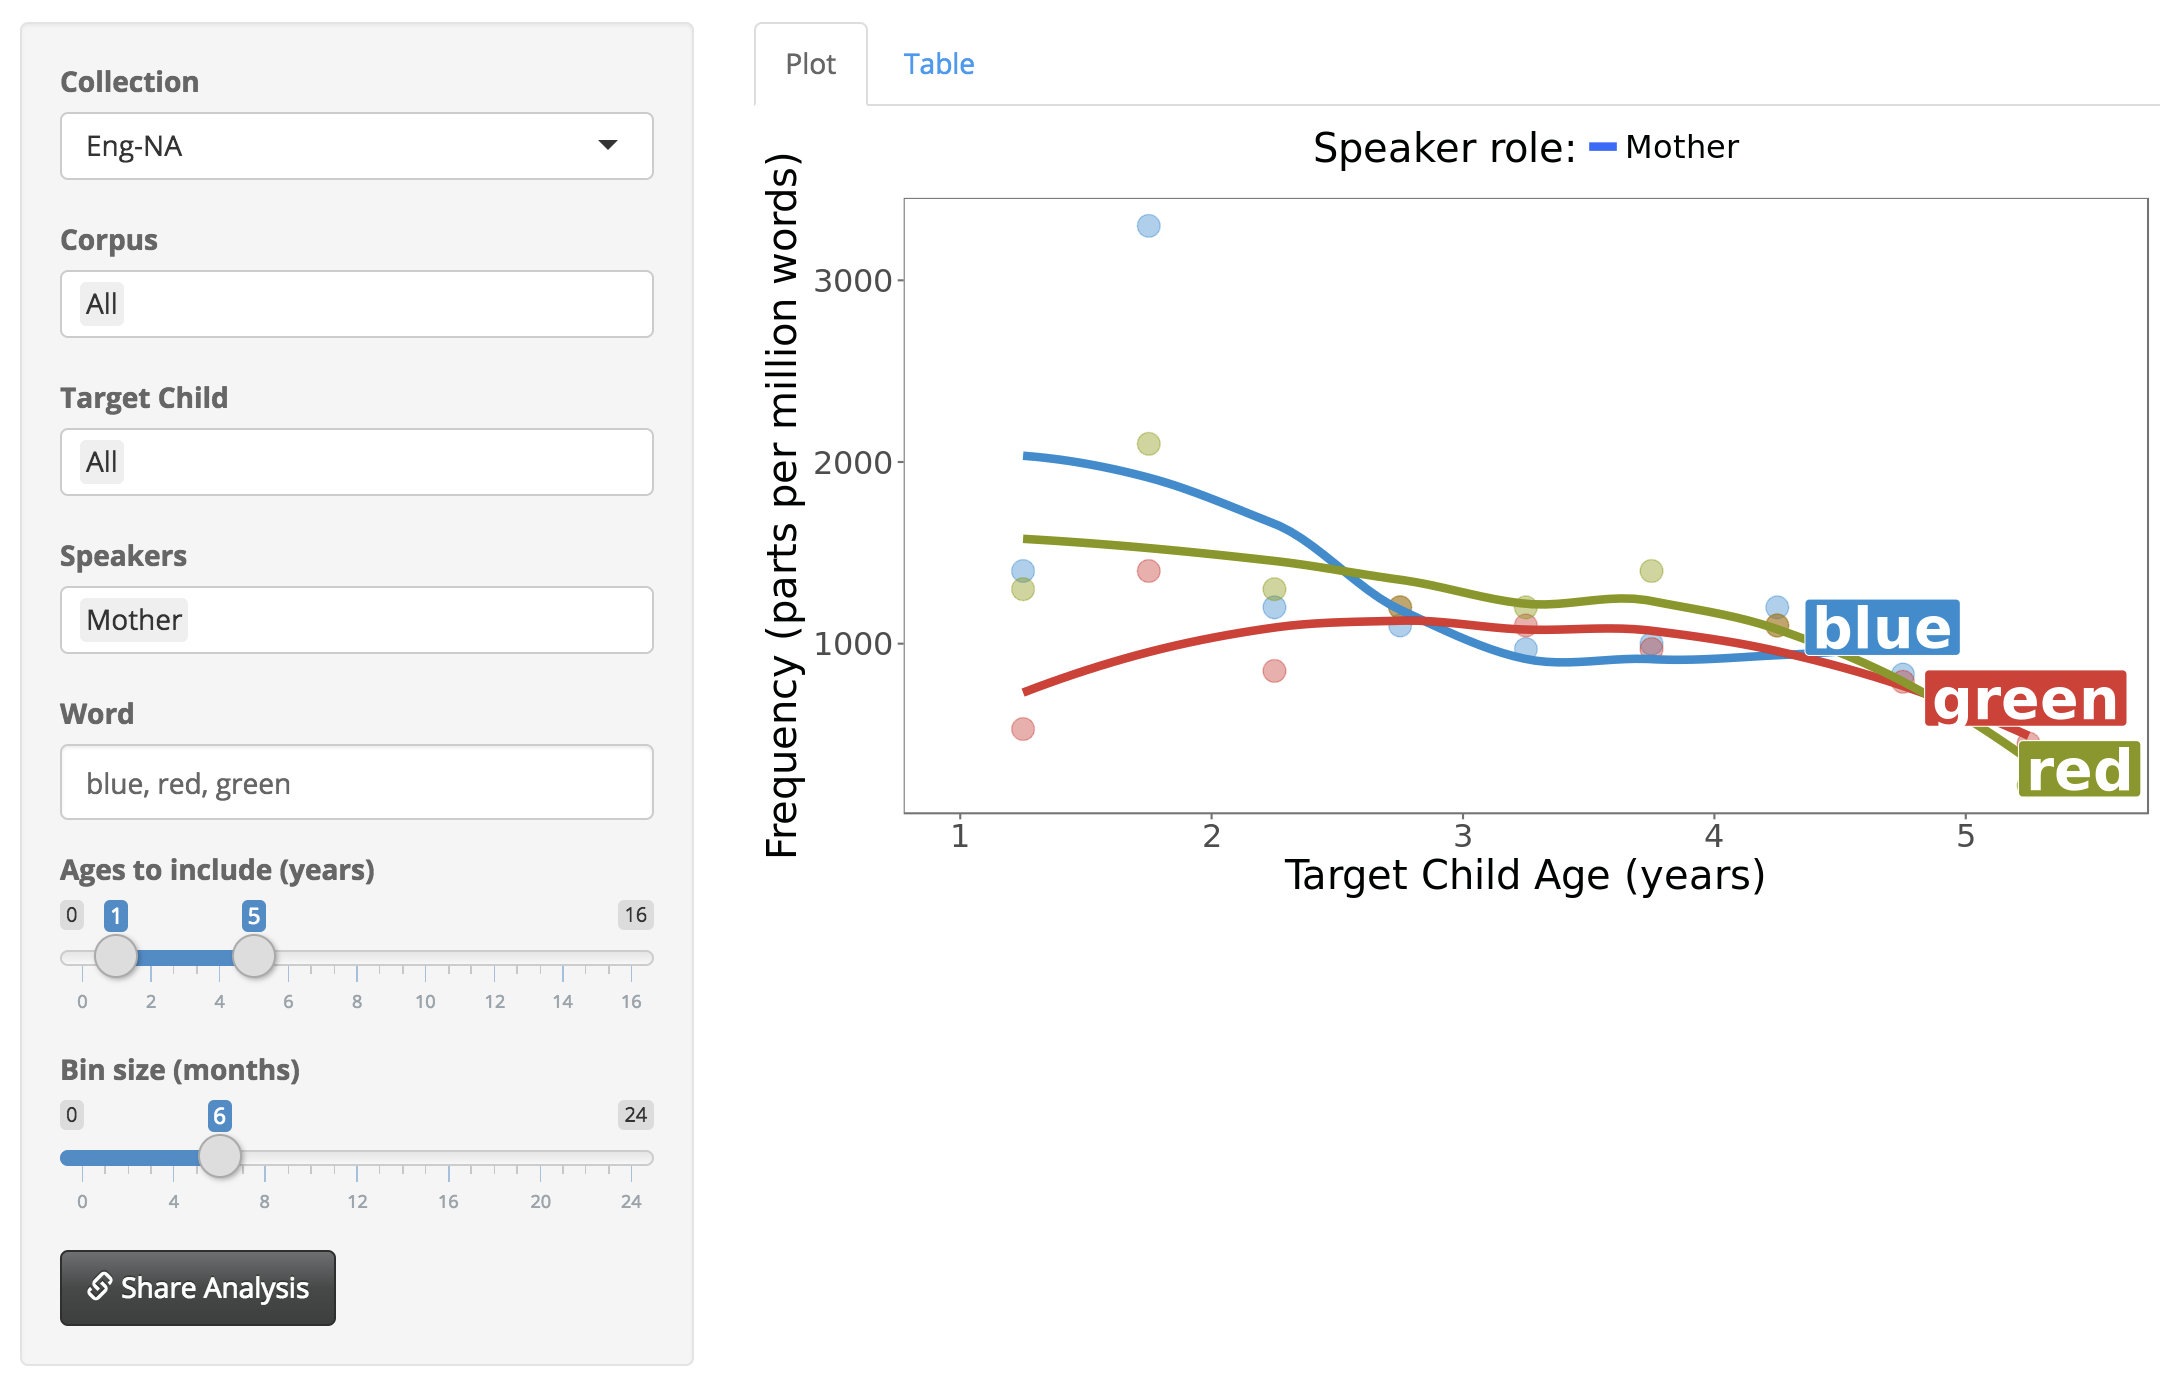 Collection
Eng-NA
Corpus
All
Target Child
All
Speakers
Mother
Word
blue, red, green
Ages to include (years)
0 1 5 16
0 2 4 6 8 10 12 14 16
Bin size (months)
0 6 24
0 4 8 12 16 20 24
Share Analysis
Plot Table
Speaker role: Mother
Frequency (parts per million words)
3000
2000
1000
blue
green
red
1 2 3 4 5
Target Child Age (years)